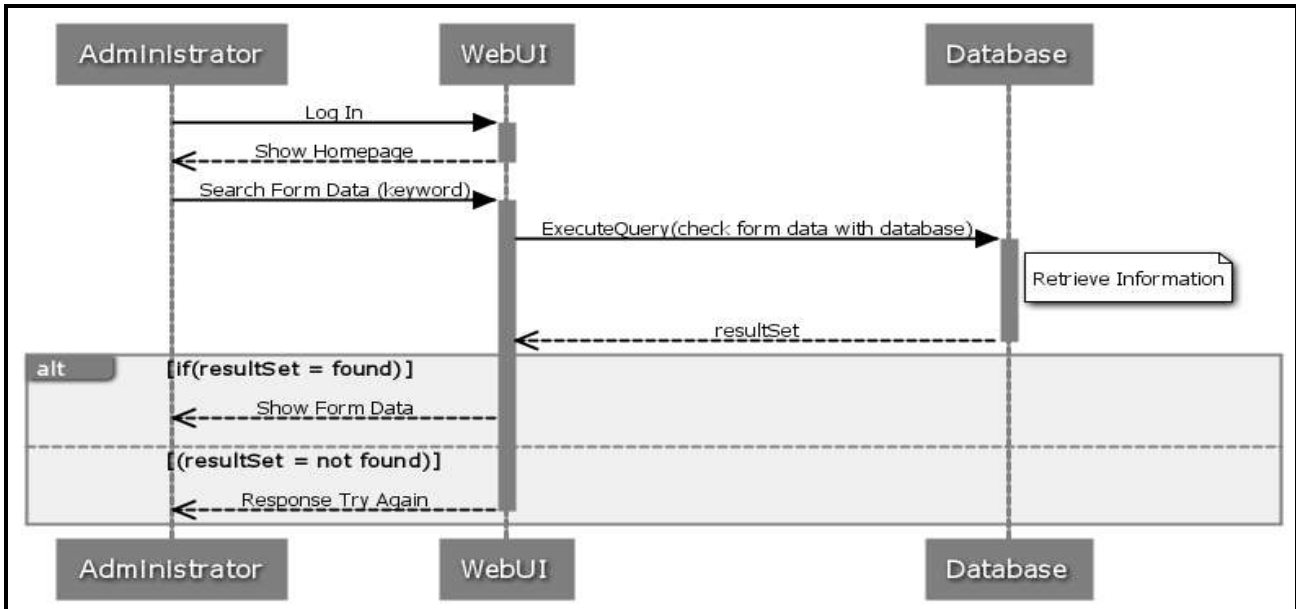 Administrator
WebUI
Database
Log In
Show Homepage
Search Form Data (keyword)
ExecuteQuery(check form data with database)
Retrieve Information
resultSet
alt
[if(resultSet = found)]
Show Form Data
[(resultSet = not found)]
Response Try Again
Administrator
WebUI
Database